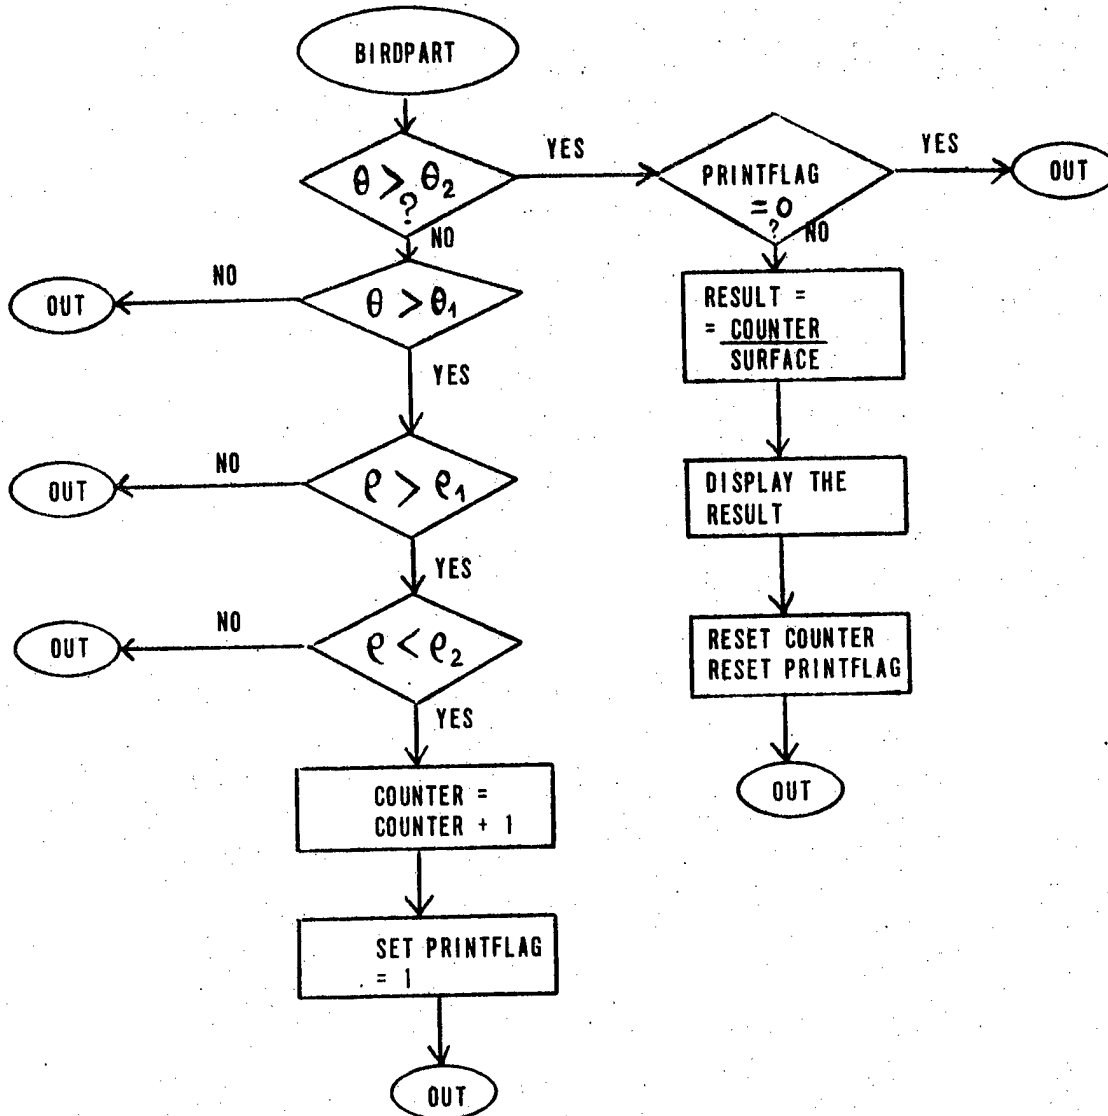 BIRDPART
θ > θ2
?
YES
NO
PRINTFLAG
= 0
?
YES
OUT
NO
RESULT =
= COUNTER
SURFACE
DISPLAY THE
RESULT
RESET COUNTER
RESET PRINTFLAG
OUT
θ > θ1
NO
OUT
YES
ρ > ρ1
NO
OUT
YES
ρ < ρ2
NO
OUT
YES
COUNTER =
COUNTER + 1
SET PRINTFLAG
= 1
OUT